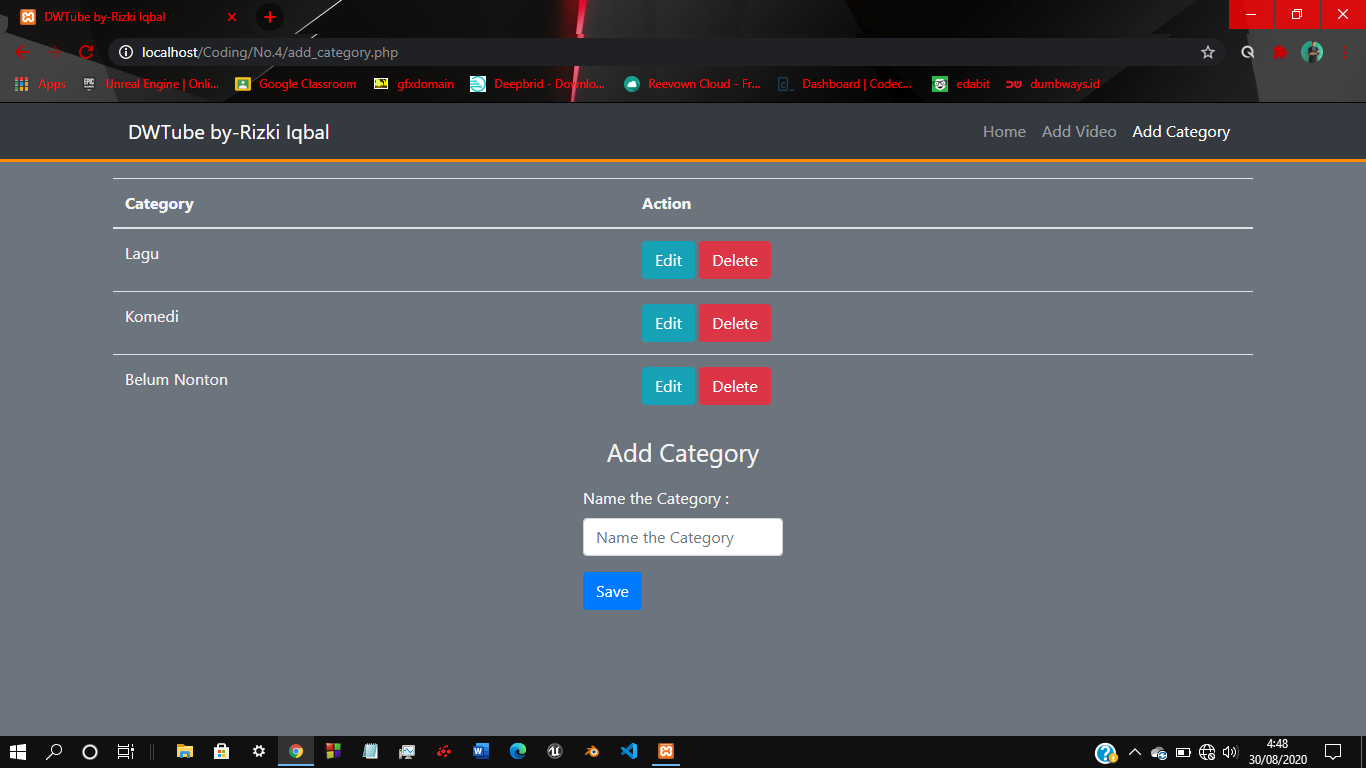 DWTube by-Rizki Iqbal
localhost/Coding/No.4/add_category.php
Apps EPIC Unreal Engine | Onli... Google Classroom gfxdomain Deepbrid - Downlo... Reevown Cloud - Fr... Dashboard | Codec... edabit dumbways.id
DWTube by-Rizki Iqbal Home Add Video Add Category
Category Action
Lagu Edit Delete
Komedi Edit Delete
Belum Nonton Edit Delete
Add Category
Name the Category :
Name the Category
Save
4:48
30/08/2020